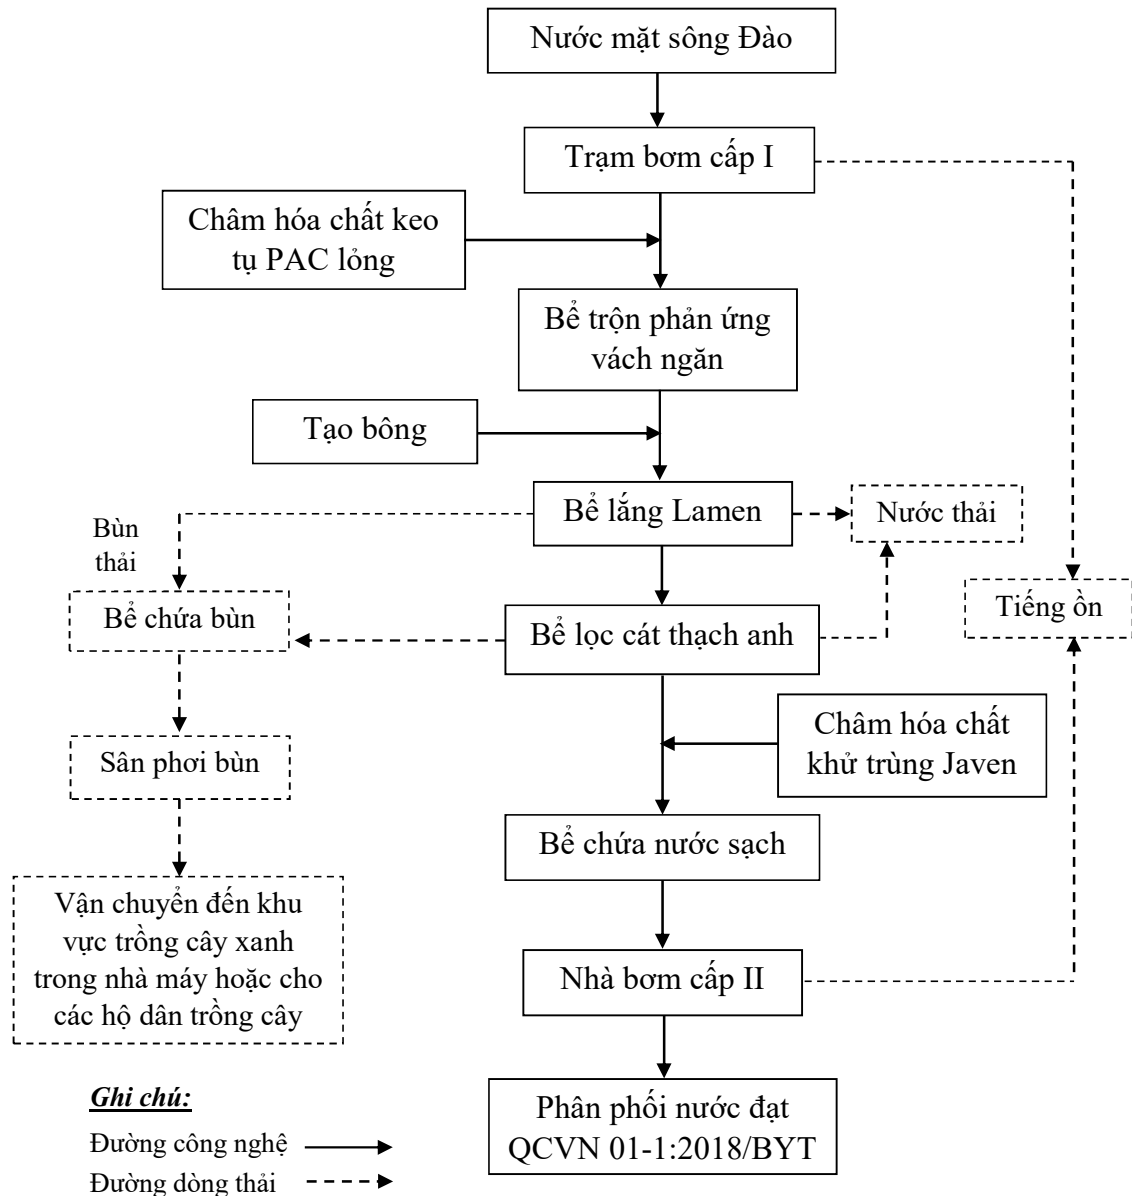 Nước mặt sông Đào
Trạm bơm cấp I
Châm hóa chất keo
tụ PAC lỏng
Bể trộn phản ứng
vách ngăn
Tạo bông
Bể lắng Lamen
Nước thải
Bùn
thải
Bể chứa bùn
Bể lọc cát thạch anh
Tiếng ồn
Châm hóa chất
khử trùng Javen
Sân phơi bùn
Bể chứa nước sạch
Vận chuyển đến khu
vực trồng cây xanh
trong nhà máy hoặc cho
các hộ dân trồng cây
Nhà bơm cấp II
Phân phối nước đạt
QCVN 01-1:2018/BYT
Ghi chú:
Đường công nghệ
Đường dòng thải